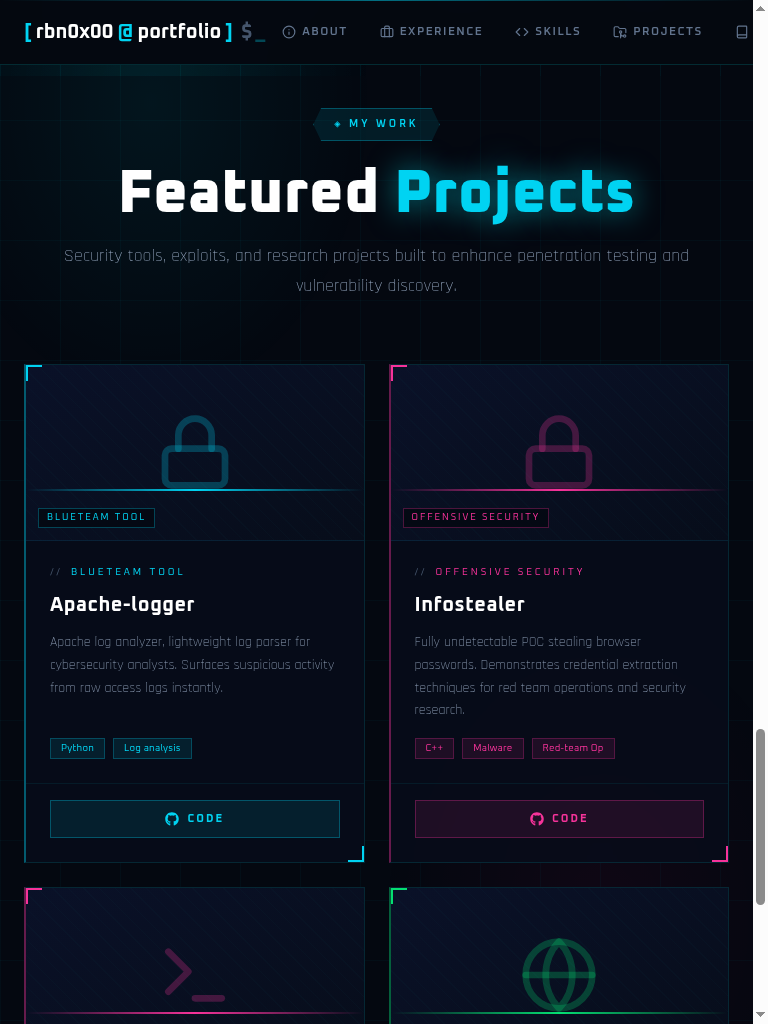 [ rbn0x00 @ portfolio ] $_
ABOUT
EXPERIENCE
SKILLS
PROJECTS
◈ MY WORK
Featured Projects
Security tools, exploits, and research projects built to enhance penetration testing and
vulnerability discovery.
BLUETEAM TOOL
// BLUETEAM TOOL
Apache-logger
Apache log analyzer, lightweight log parser for
cybersecurity analysts. Surfaces suspicious activity
from raw access logs instantly.
Python
Log analysis
CODE
OFFENSIVE SECURITY
// OFFENSIVE SECURITY
Infostealer
Fully undetectable POC stealing browser
passwords. Demonstrates credential extraction
techniques for red team operations and security
research.
C++
Malware
Red-team Op
CODE